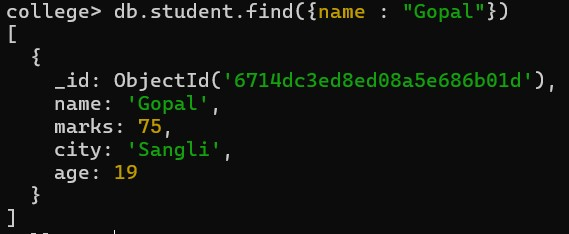 college> db.student.find({name : "Gopal"})
[
  {
    _id: ObjectId('6714dc3ed8ed08a5e686b01d'),
    name: 'Gopal',
    marks: 75,
    city: 'Sangli',
    age: 19
  }
]